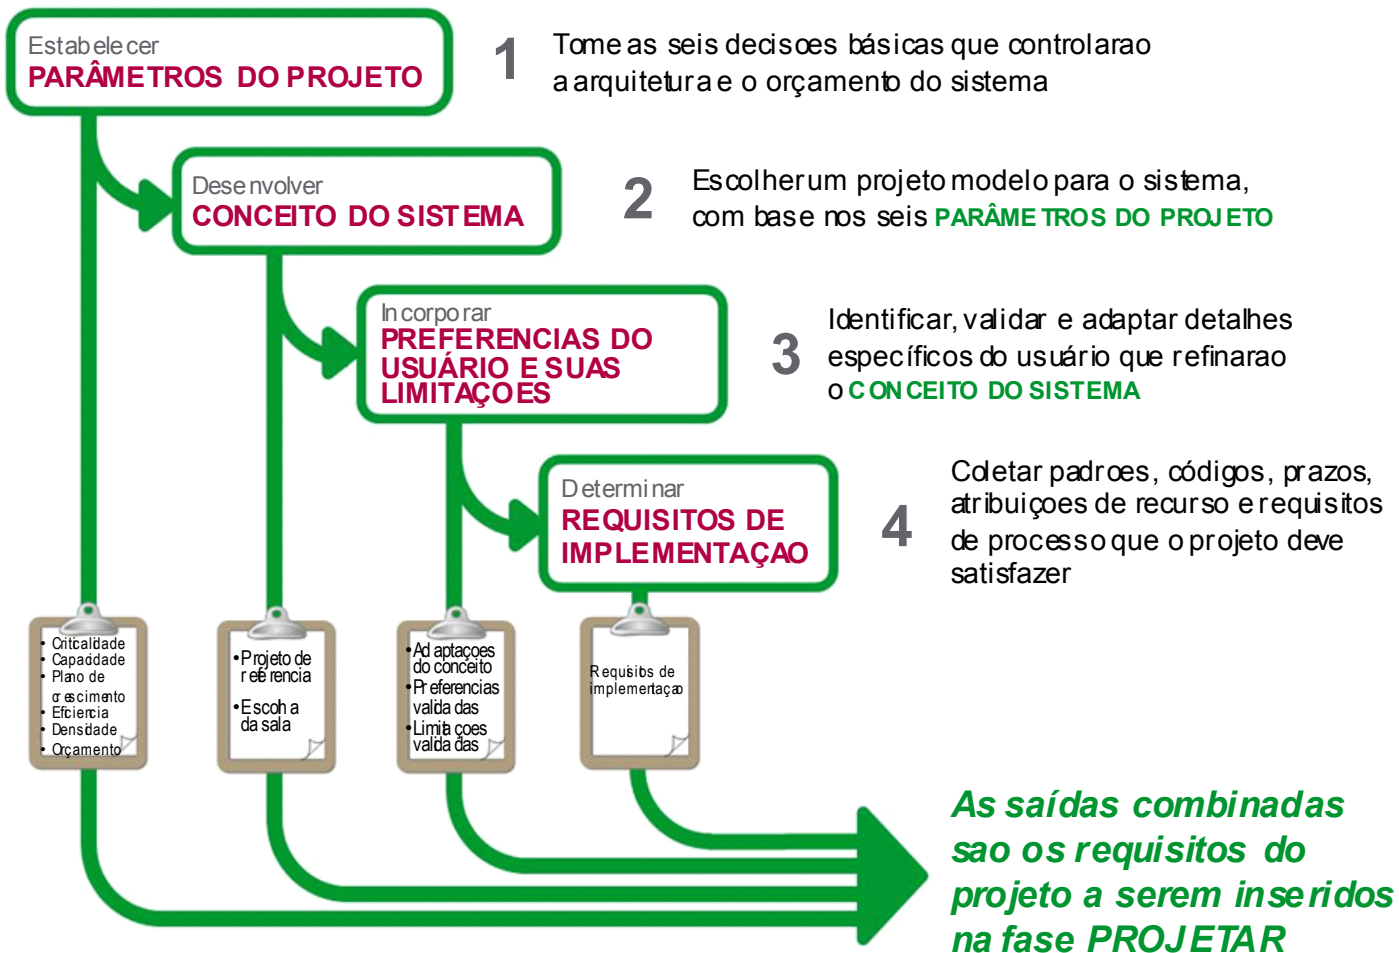 Estabelecer
PARÂMETROS DO PROJETO
1
Tome as seis decisoes básicas que controlarao
a arquitetura e o orçamento do sistema
Desenvolver
CONCEITO DO SISTEMA
2
Escolher um projeto modelo para o sistema,
com base nos seis PARÂMETROS DO PROJETO
Incorporar
PREFERENCIAS DO
USUÁRIO E SUAS
LIMITAÇOES
3
Identificar, validar e adaptar detalhes
específicos do usuário que refinarao
o CONCEITO DO SISTEMA
Determinar
REQUISITOS DE
IMPLEMENTAÇAO
4
Coletar padroes, códigos, prazos,
atribuiçoes de recurso e requisitos
de processo que o projeto deve
satisfazer
• Criticalidade
• Capacidade
• Plano de
crescimento
• Eficiencia
• Densidade
• Orçamento
• Projeto de
referencia
• Escolha
da sala
• Adaptaçoes
do conceito
• Preferencias
validadas
• Limitaçoes
validadas
Requisitos de
implementaçao
As saídas combinadas
sao os requisitos do
projeto a serem inseridos
na fase PROJETAR